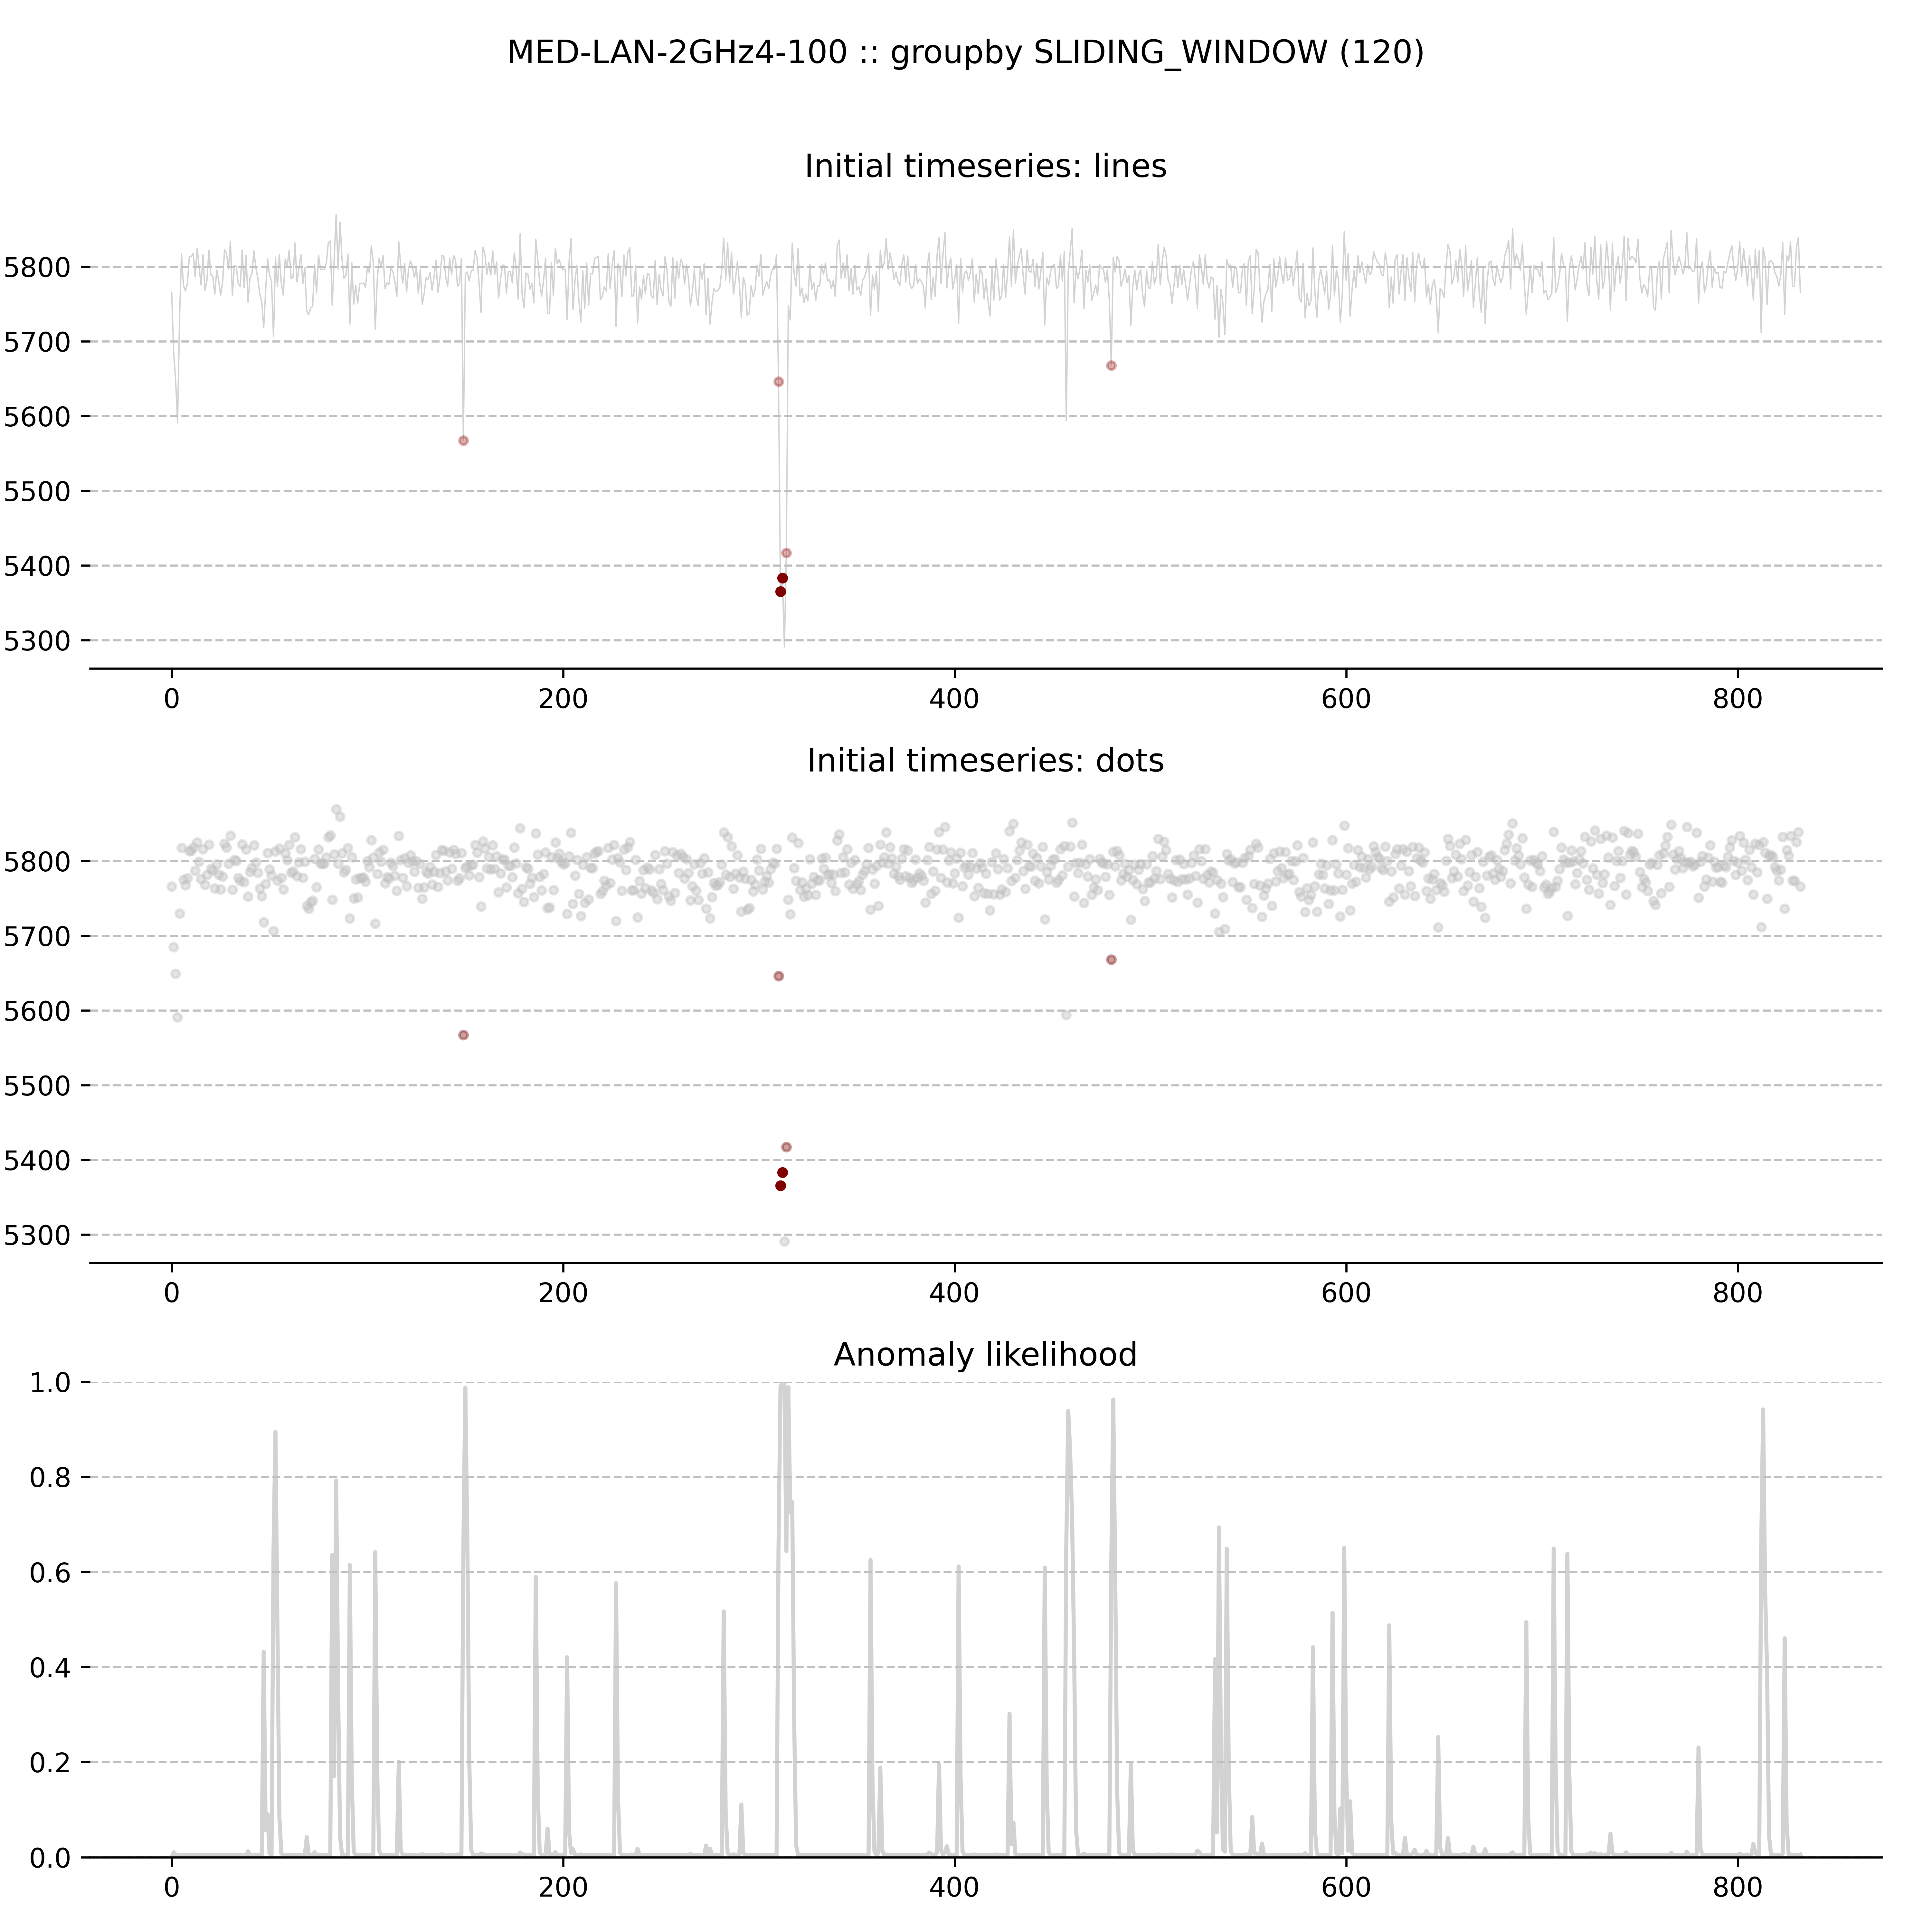 MED-LAN-2GHz4-100 :: groupby SLIDING_WINDOW (120)
Initial timeseries: lines
5800
5700
5600
5500
5400
5300
0 200 400 600 800
Initial timeseries: dots
5800
5700
5600
5500
5400
5300
0 200 400 600 800
Anomaly likelihood
1.0
0.8
0.6
0.4
0.2
0.0
0 200 400 600 800